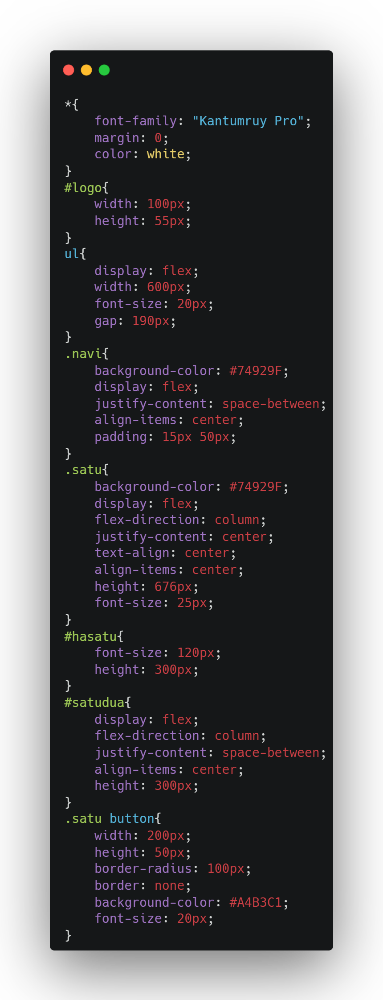 *{
    font-family: "Kantumruy Pro";
    margin: 0;
    color: white;
}
#logo{
    width: 100px;
    height: 55px;
}
ul{
    display: flex;
    width: 600px;
    font-size: 20px;
    gap: 190px;
}
.navi{
    background-color: #74929F;
    display: flex;
    justify-content: space-between;
    align-items: center;
    padding: 15px 50px;
}
.satu{
    background-color: #74929F;
    display: flex;
    flex-direction: column;
    justify-content: center;
    text-align: center;
    align-items: center;
    height: 676px;
    font-size: 25px;
}
#hasatu{
    font-size: 120px;
    height: 300px;
}
#satudua{
    display: flex;
    flex-direction: column;
    justify-content: space-between;
    align-items: center;
    height: 300px;
}
.satu button{
    width: 200px;
    height: 50px;
    border-radius: 100px;
    border: none;
    background-color: #A4B3C1;
    font-size: 20px;
}